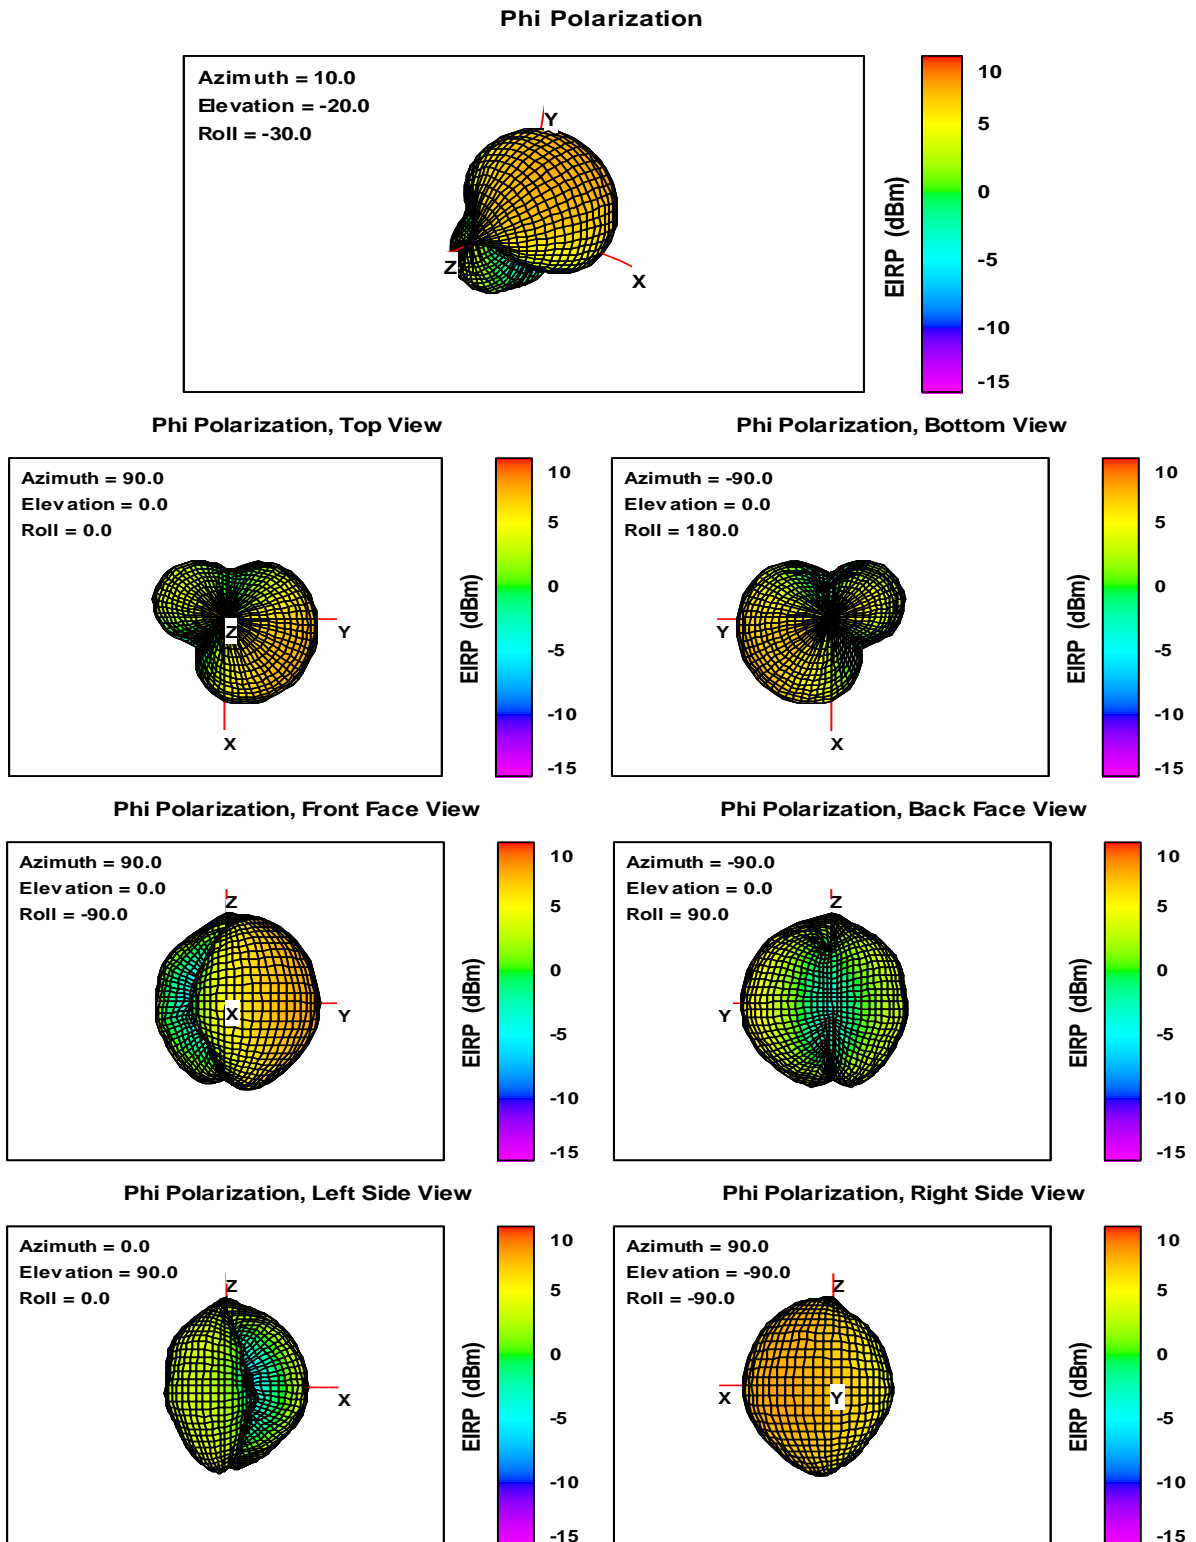 Phi Polarization
Azimuth = 10.0
Elevation = -20.0
Roll = -30.0
Y
Z
X
10
5
0
-5
-10
-15
EIRP (dBm)
Phi Polarization, Top View
Azimuth = 90.0
Elevation = 0.0
Roll = 0.0
Z
Y
X
10
5
0
-5
-10
-15
EIRP (dBm)
Phi Polarization, Bottom View
Azimuth = -90.0
Elevation = 0.0
Roll = 180.0
Y
X
10
5
0
-5
-10
-15
EIRP (dBm)
Phi Polarization, Front Face View
Azimuth = 90.0
Elevation = 0.0
Roll = -90.0
Z
X
Y
10
5
0
-5
-10
-15
EIRP (dBm)
Phi Polarization, Back Face View
Azimuth = -90.0
Elevation = 0.0
Roll = 90.0
Z
Y
10
5
0
-5
-10
-15
EIRP (dBm)
Phi Polarization, Left Side View
Azimuth = 0.0
Elevation = 90.0
Roll = 0.0
Z
X
10
5
0
-5
-10
-15
EIRP (dBm)
Phi Polarization, Right Side View
Azimuth = 90.0
Elevation = -90.0
Roll = -90.0
Z
X
Y
10
5
0
-5
-10
-15
EIRP (dBm)